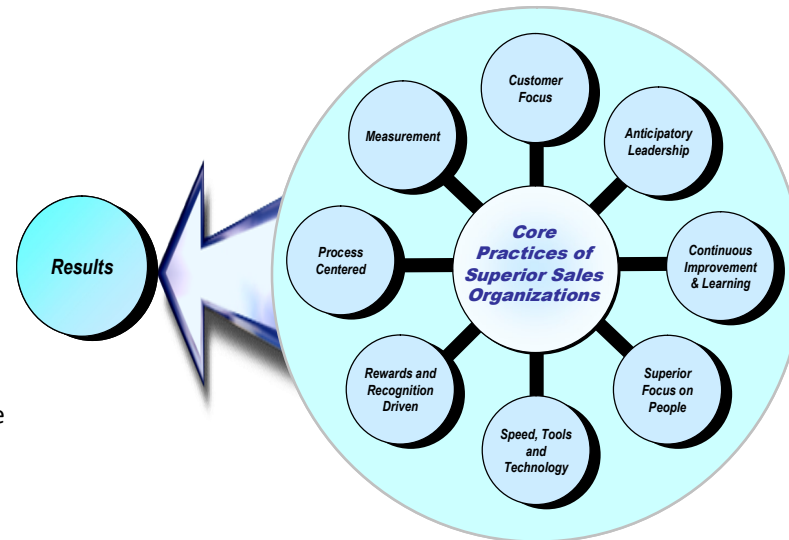 Customer
Focus
Anticipatory
Leadership
Continuous
Improvement
& Learning
Superior
Focus on
People
Speed, Tools
and
Technology
Rewards and
Recognition
Driven
Process
Centered
Measurement
Core
Practices of
Superior Sales
Organizations
Results
e